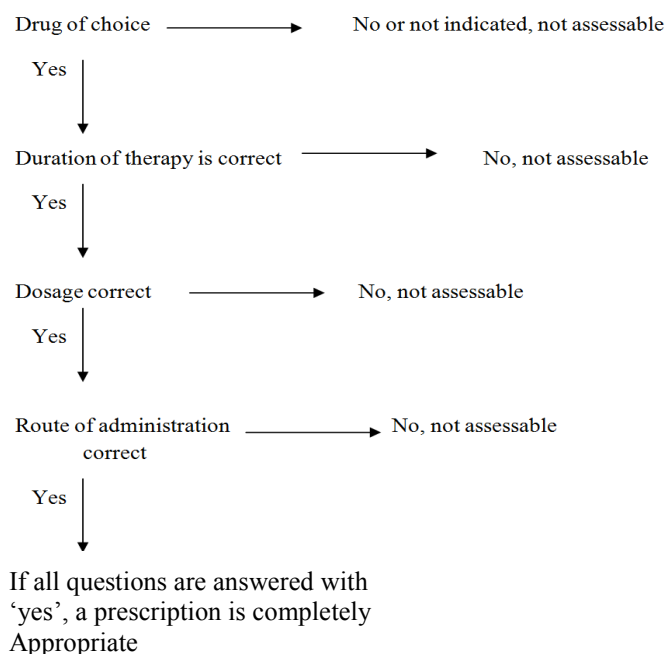 Drug of choice No or not indicated, not assessable
Yes
Duration of therapy is correct No, not assessable
Yes
Dosage correct No, not assessable
Yes
Route of administration No, not assessable
correct
Yes
If all questions are answered with
‘yes’, a prescription is completely
Appropriate